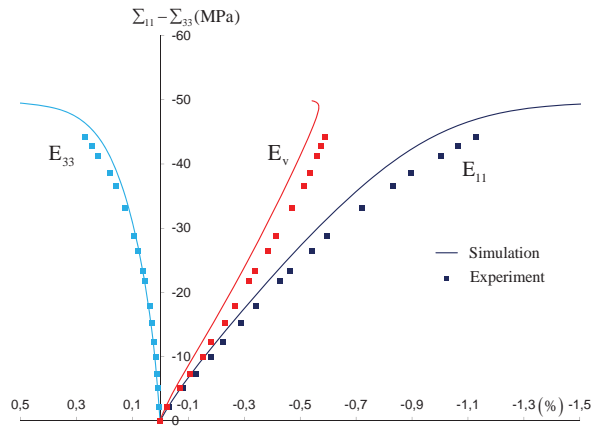 Σ₁₁ − Σ₃₃ (MPa)
-60
-50
-40
-30
-20
-10
0
E₃₃
Eᵥ
E₁₁
Simulation
Experiment
0,5 0,3 0,1 -0,1 -0,3 -0,5 -0,7 -0,9 -1,1 -1,3 (%) -1,5